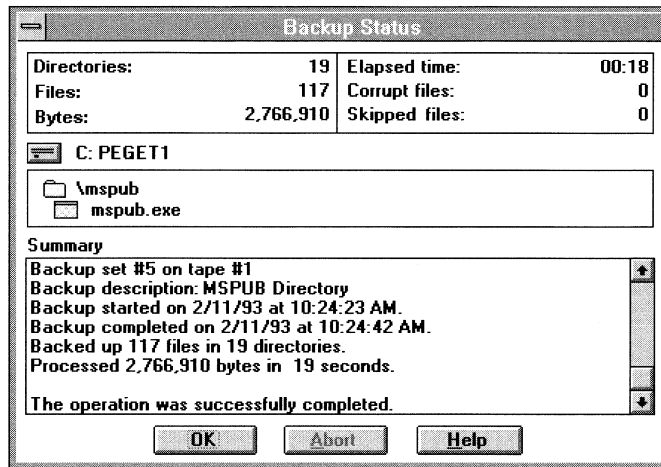 Backup Status
Directories: 19 Elapsed time: 00:18
Files: 117 Corrupt files: 0
Bytes: 2,766,910 Skipped files: 0
C: PEGET1
\mspub
mspub.exe
Summary
Backup set #5 on tape #1
Backup description: MSPUB Directory
Backup started on 2/11/93 at 10:24:23 AM.
Backup completed on 2/11/93 at 10:24:42 AM.
Backed up 117 files in 19 directories.
Processed 2,766,910 bytes in  19 seconds.
The operation was successfully completed.
OK Abort Help